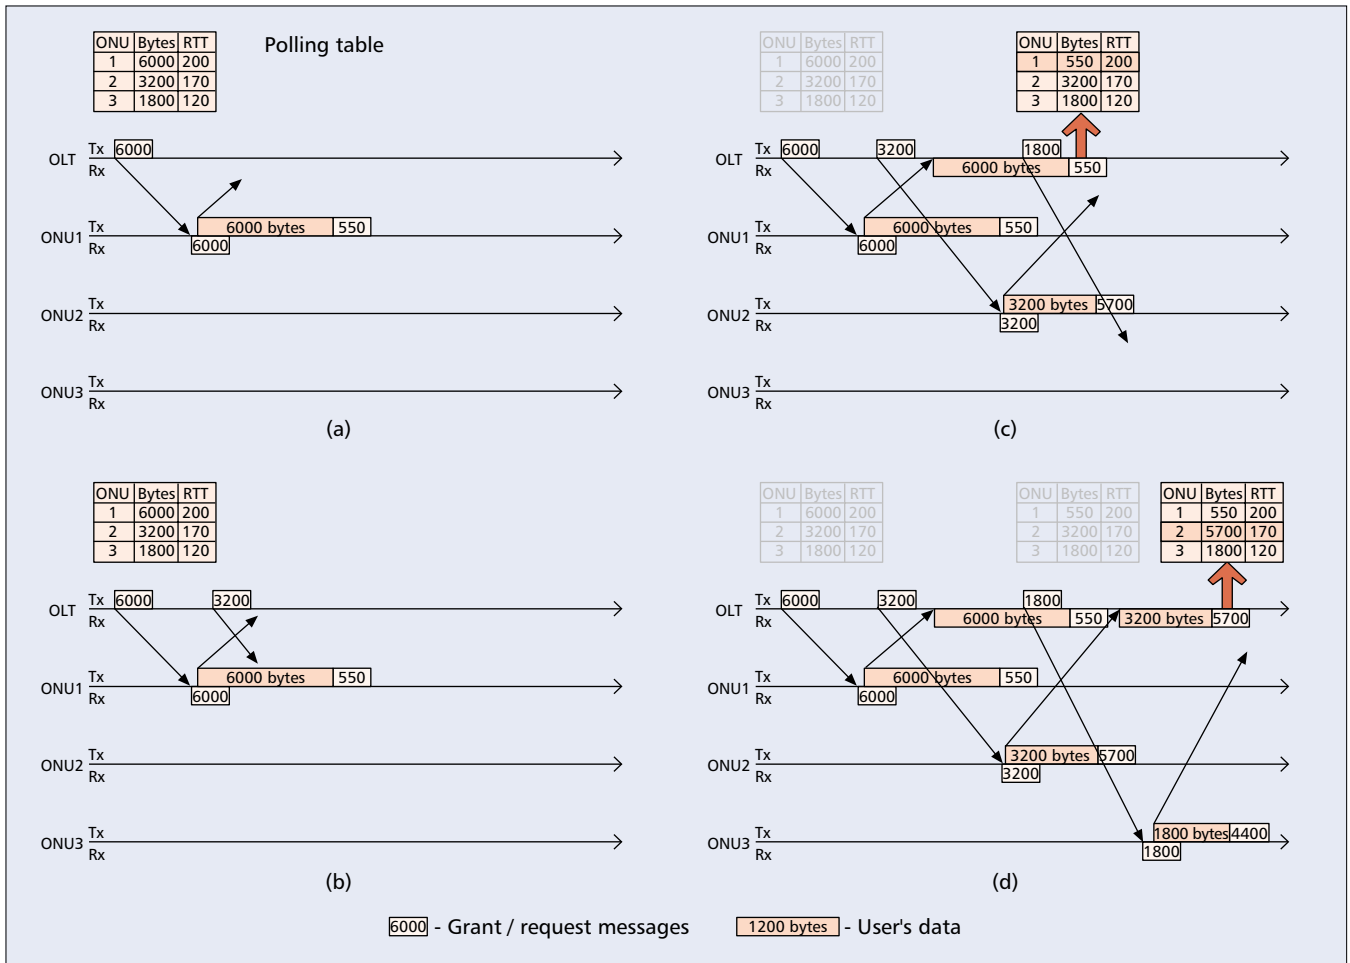 ONU Bytes RTT
1 6000 200
2 3200 170
3 1800 120
Polling table
OLT Tx 6000
Rx
ONU1 Tx 6000 bytes 550
Rx 6000
ONU2 Tx
Rx
ONU3 Tx
Rx
(a)
ONU Bytes RTT
1 6000 200
2 3200 170
3 1800 120
ONU Bytes RTT
1 550 200
2 3200 170
3 1800 120
OLT Tx 6000 3200 1800
Rx 6000 bytes 550
ONU1 Tx 6000 bytes 550
Rx 6000
ONU2 Tx 3200 bytes 5700
Rx 3200
ONU3 Tx
Rx
(c)
ONU Bytes RTT
1 6000 200
2 3200 170
3 1800 120
OLT Tx 6000 3200
Rx
ONU1 Tx 6000 bytes 550
Rx 6000
ONU2 Tx
Rx
ONU3 Tx
Rx
(b)
ONU Bytes RTT
1 6000 200
2 3200 170
3 1800 120
ONU Bytes RTT
1 550 200
2 3200 170
3 1800 120
ONU Bytes RTT
1 550 200
2 5700 170
3 1800 120
OLT Tx 6000 3200 1800
Rx 6000 bytes 550 3200 bytes 5700
ONU1 Tx 6000 bytes 550
Rx 6000
ONU2 Tx 3200 bytes 5700
Rx 3200
ONU3 Tx 1800 bytes 4400
Rx 1800
(d)
6000 - Grant / request messages
1200 bytes - User's data